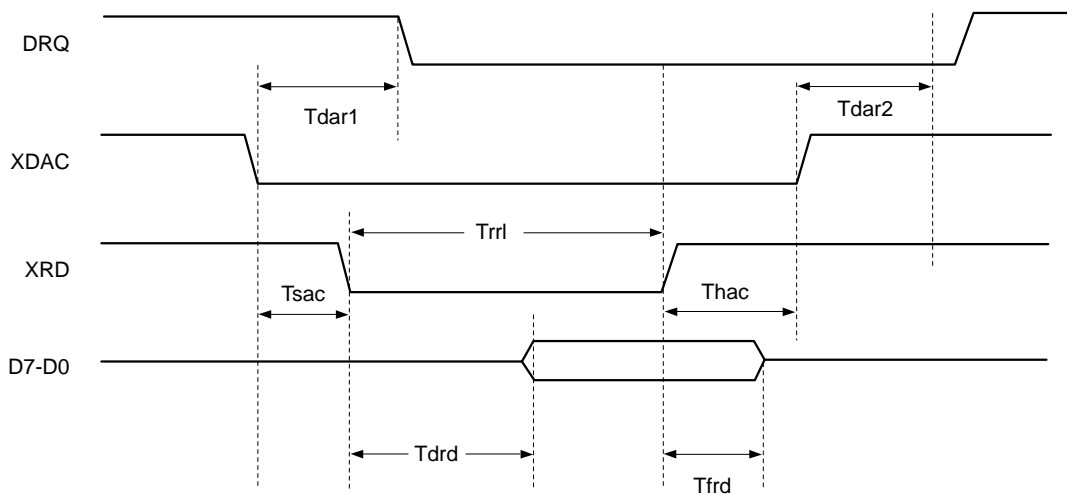 DRQ
Tdar1
Tdar2
XDAC
Trrl
XRD
Tsac
Thac
D7-D0
Tdrd
Tfrd